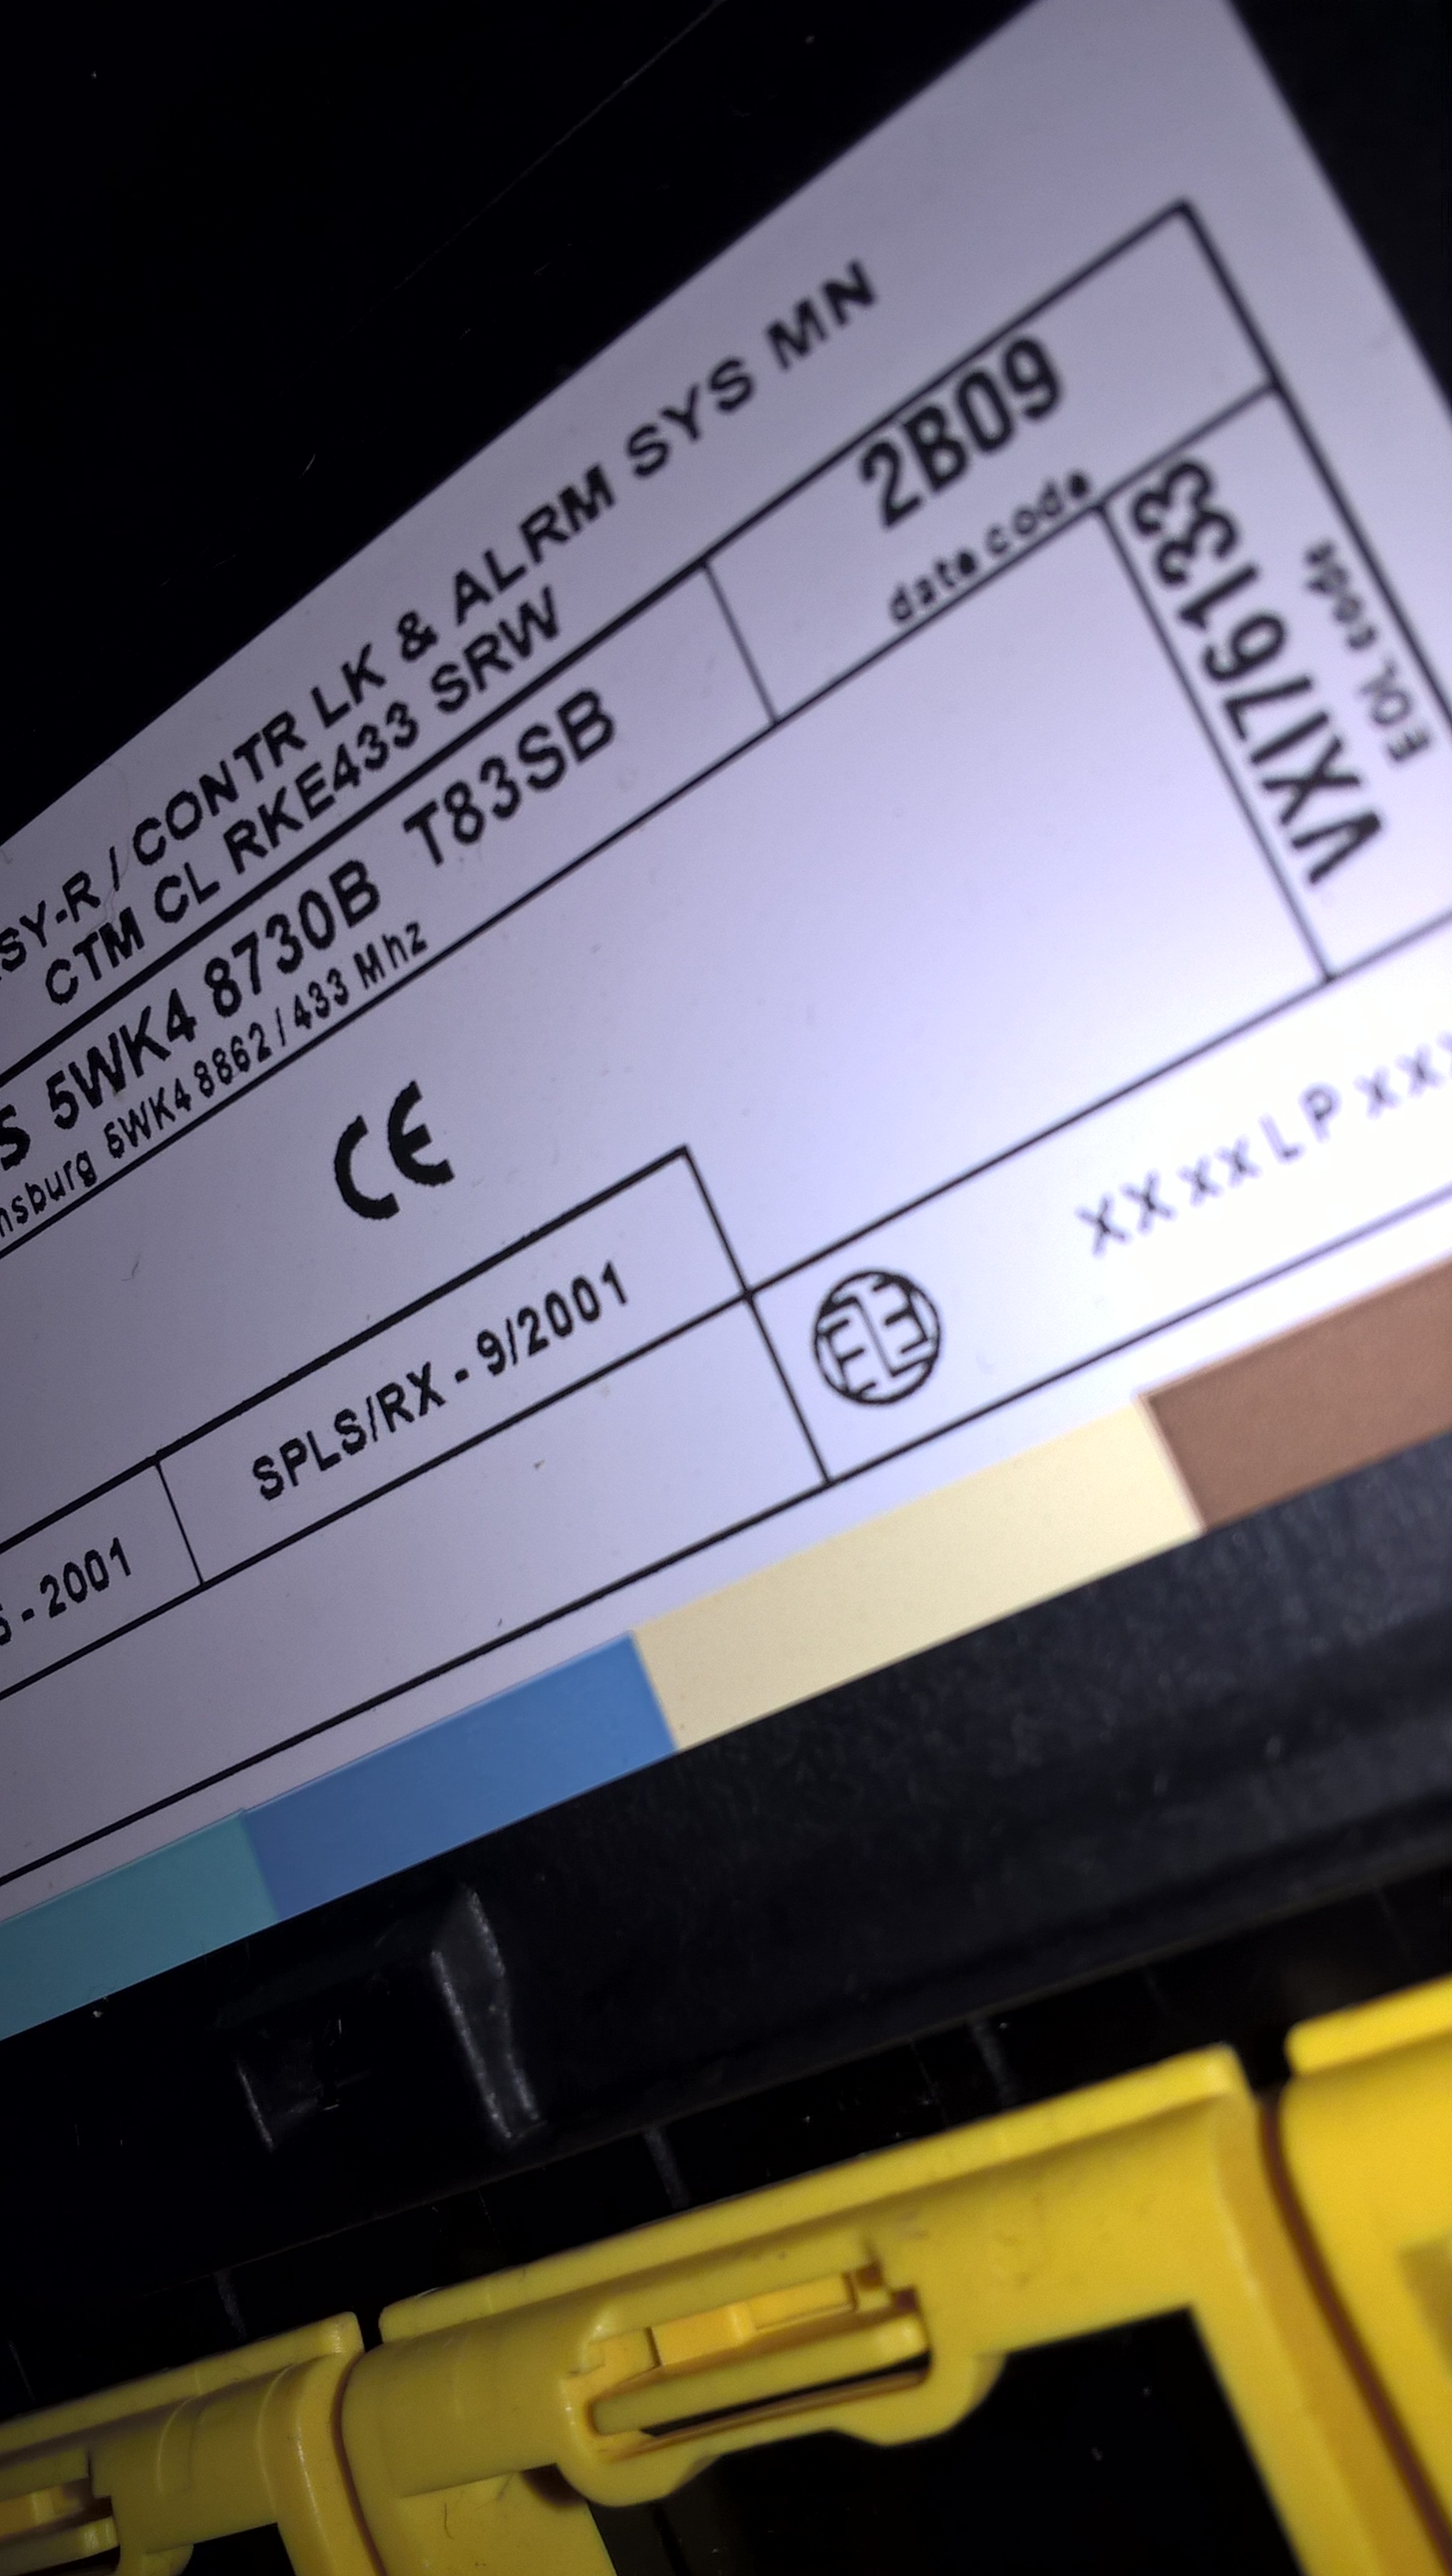 SY-R / CONTR LK & ALRM SYS MN
CTM CL RKE433 SRW
S 5WK4 8730B T83SB
nsburg 5WK4 8862 / 433 Mhz
2B09
date code
VXI76133
EOL code
CE
SPLS/RX - 9/2001
- 2001
XXxxLPxxx